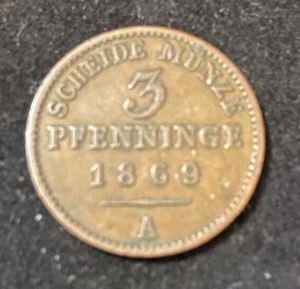 SCHEIDE MÜNZE
3
PFENNINGE
1869
A